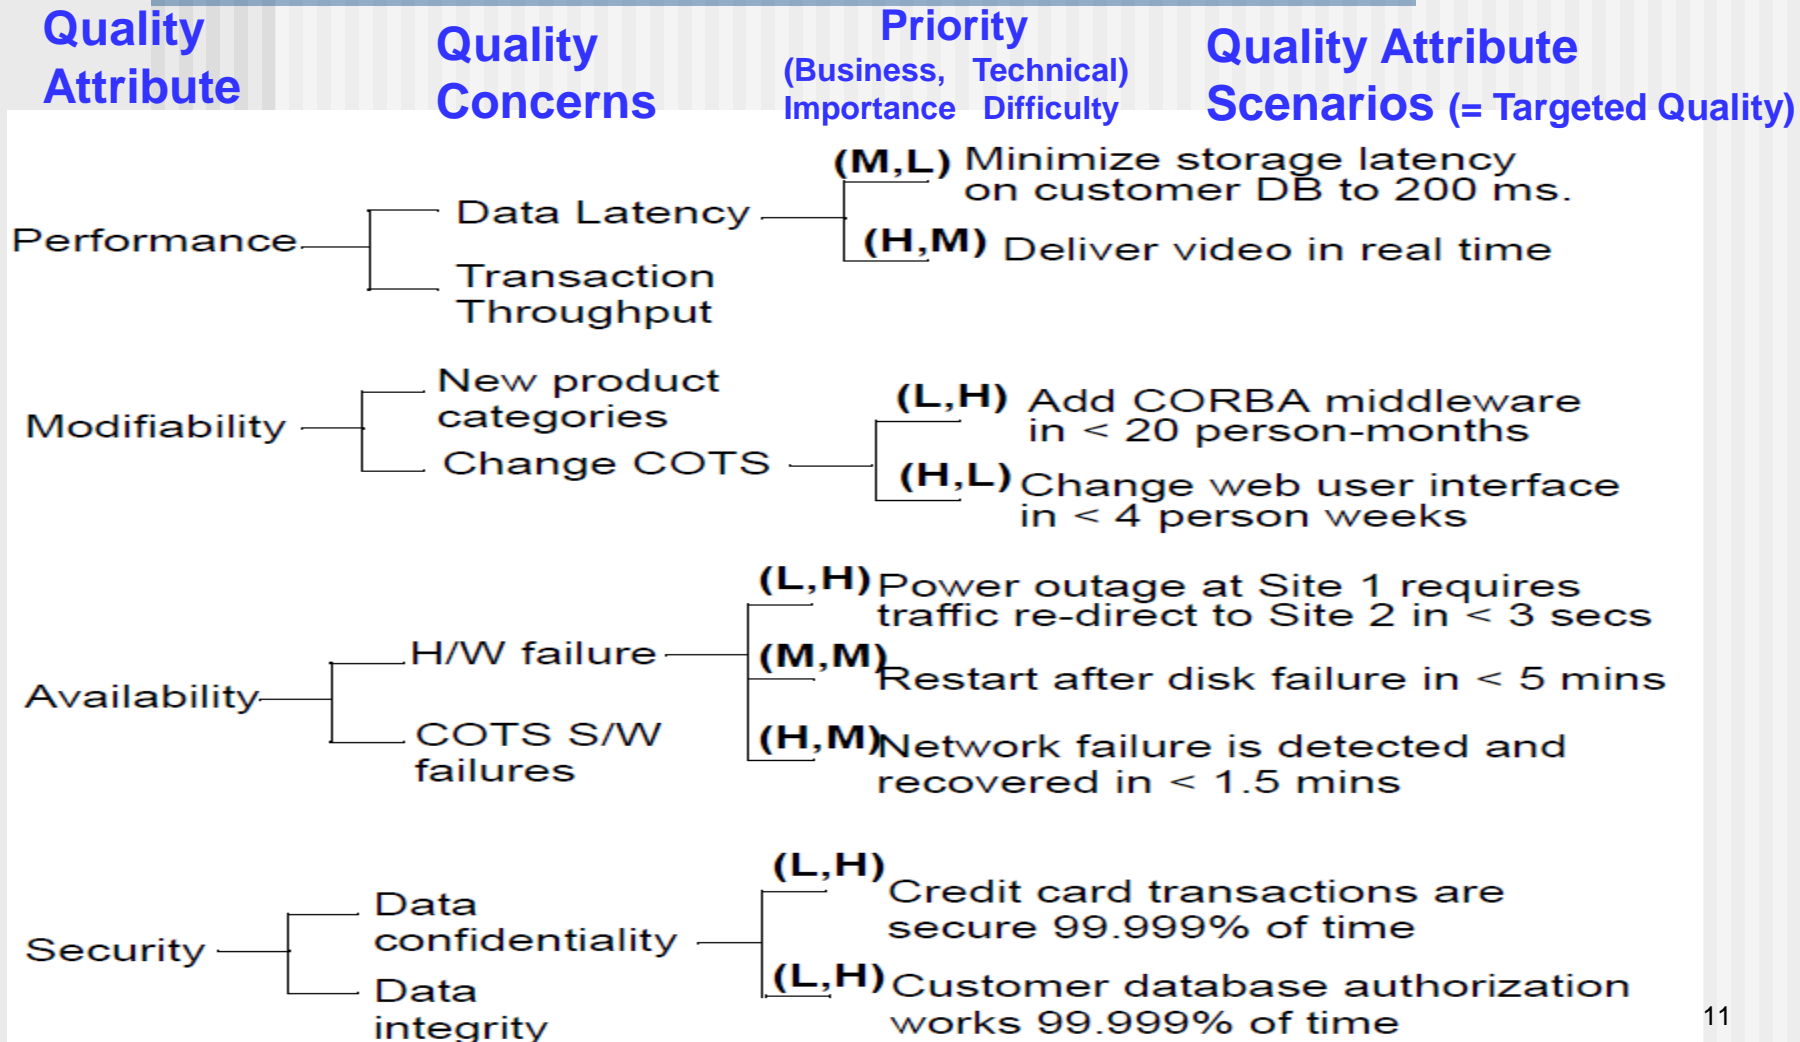 Quality
Attribute
Quality
Concerns
Priority
(Business, Technical)
Importance Difficulty
Quality Attribute
Scenarios (= Targeted Quality)
Performance
Data Latency
(M,L) Minimize storage latency
on customer DB to 200 ms.
(H,M) Deliver video in real time
Transaction
Throughput
Modifiability
New product
categories
Change COTS
(L,H) Add CORBA middleware
in < 20 person-months
(H,L) Change web user interface
in < 4 person weeks
Availability
H/W failure
(L,H) Power outage at Site 1 requires
traffic re-direct to Site 2 in < 3 secs
(M,M) Restart after disk failure in < 5 mins
(H,M) Network failure is detected and
recovered in < 1.5 mins
COTS S/W
failures
Security
Data
confidentiality
(L,H) Credit card transactions are
secure 99.999% of time
(L,H) Customer database authorization
works 99.999% of time
Data
integrity
11